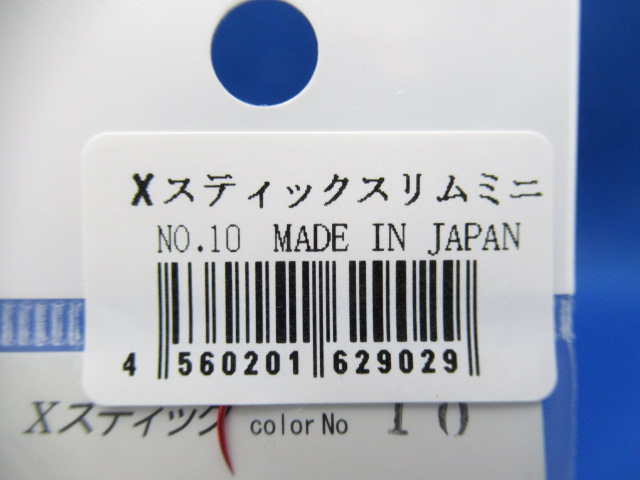 Xスティックスリムミニ
NO.10 MADE IN JAPAN
4 560201 629029
Xスティック color No 10